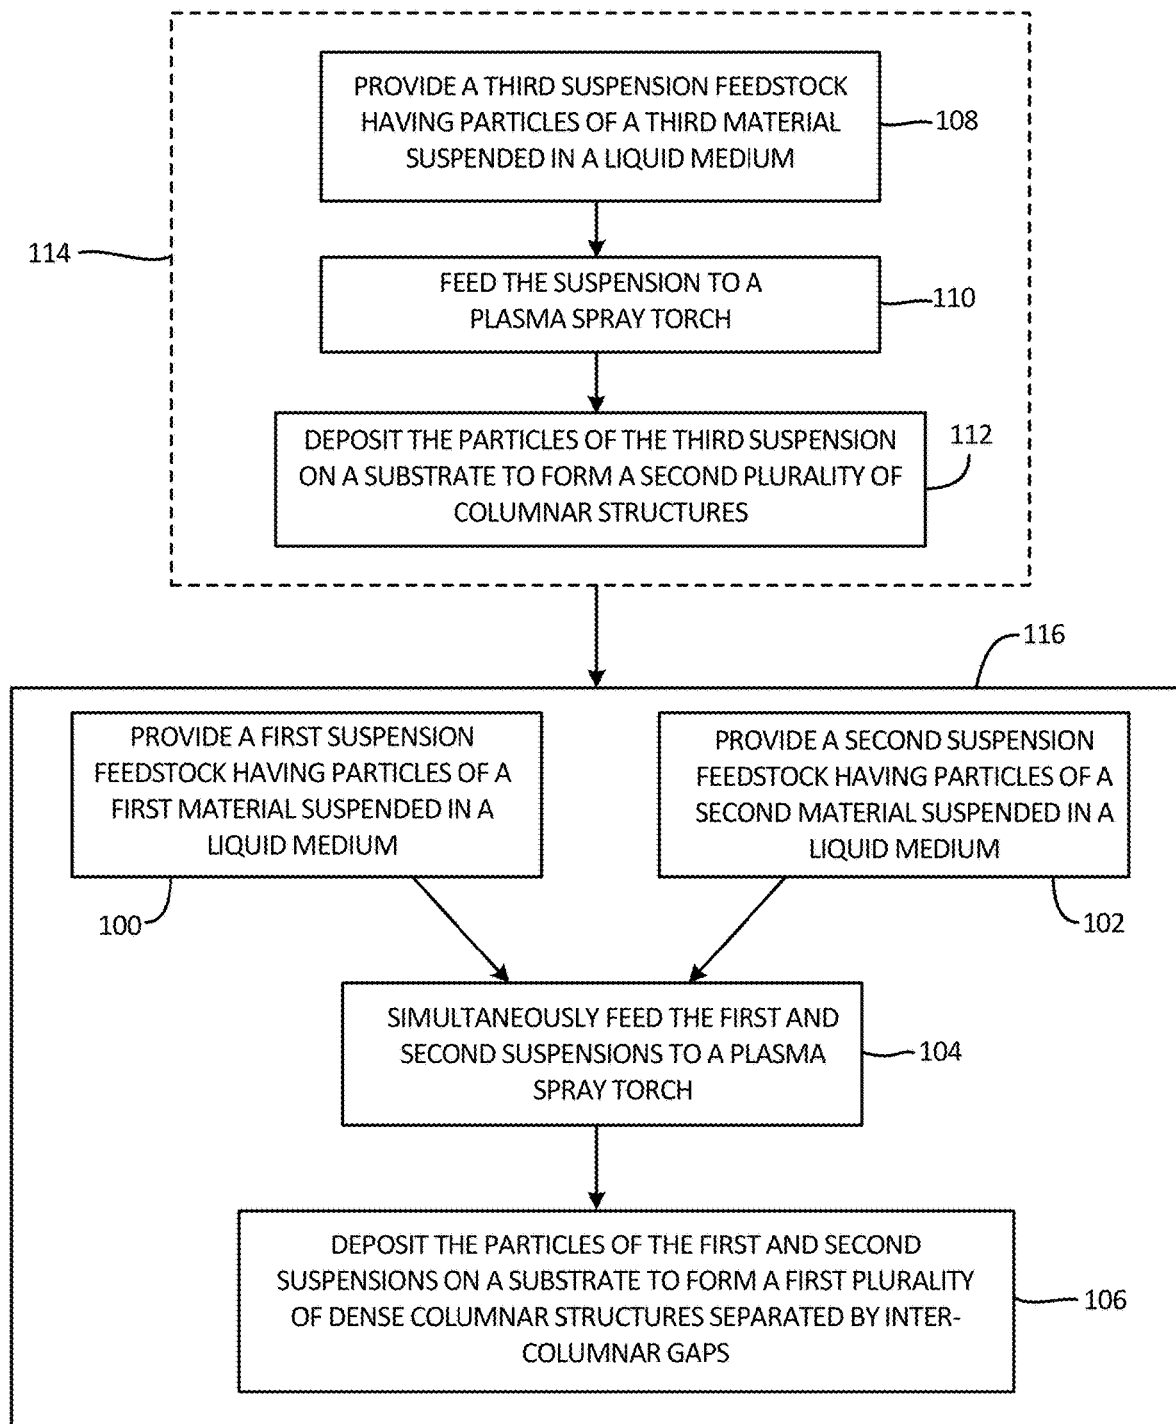 PROVIDE A THIRD SUSPENSION FEEDSTOCK
HAVING PARTICLES OF A THIRD MATERIAL
SUSPENDED IN A LIQUID MEDIUM
108
114
FEED THE SUSPENSION TO A
PLASMA SPRAY TORCH
110
DEPOSIT THE PARTICLES OF THE THIRD SUSPENSION
ON A SUBSTRATE TO FORM A SECOND PLURALITY OF
COLUMNAR STRUCTURES
112
116
PROVIDE A FIRST SUSPENSION
FEEDSTOCK HAVING PARTICLES OF A
FIRST MATERIAL SUSPENDED IN A
LIQUID MEDIUM
100
PROVIDE A SECOND SUSPENSION
FEEDSTOCK HAVING PARTICLES OF A
SECOND MATERIAL SUSPENDED IN A
LIQUID MEDIUM
102
SIMULTANEOUSLY FEED THE FIRST AND
SECOND SUSPENSIONS TO A PLASMA
SPRAY TORCH
104
DEPOSIT THE PARTICLES OF THE FIRST AND SECOND
SUSPENSIONS ON A SUBSTRATE TO FORM A FIRST PLURALITY
OF DENSE COLUMNAR STRUCTURES SEPARATED BY INTER-
COLUMNAR GAPS
106